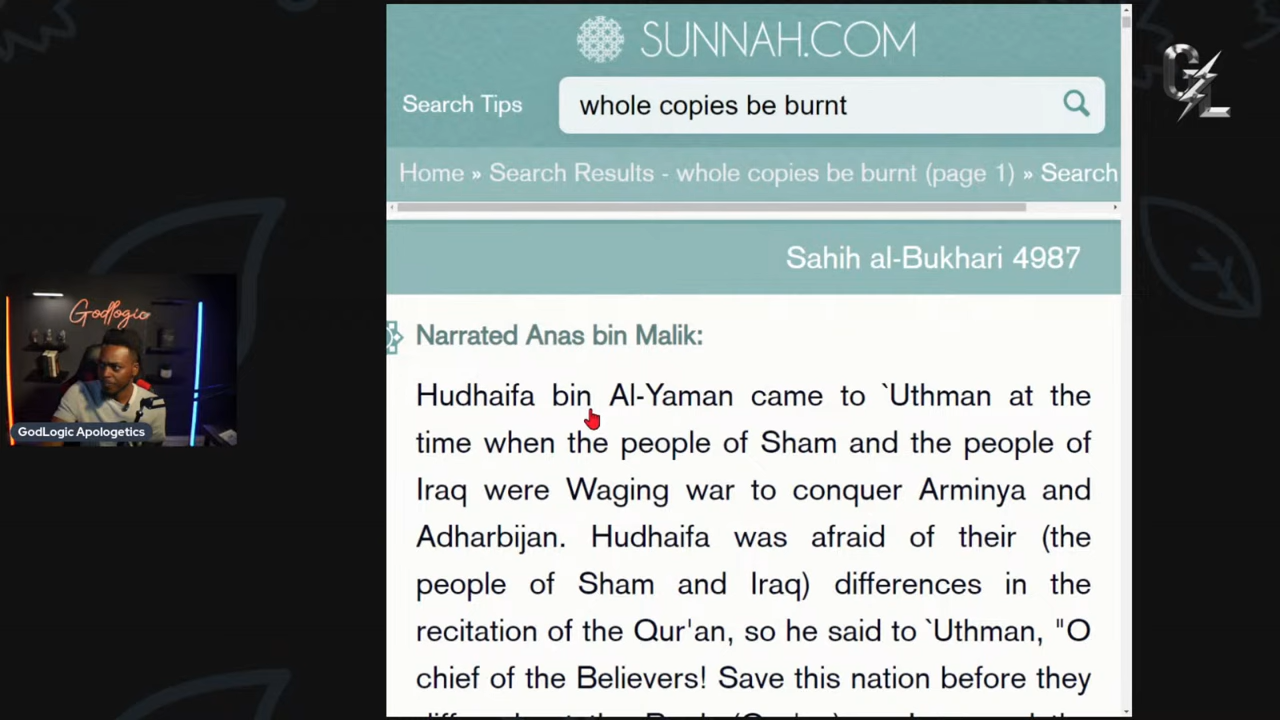 SUNNAH.COM
Search Tips
whole copies be burnt
Home » Search Results - whole copies be burnt (page 1) » Search
Sahih al-Bukhari 4987
Narrated Anas bin Malik:
Hudhaifa bin Al-Yaman came to `Uthman at the
time when the people of Sham and the people of
Iraq were Waging war to conquer Arminya and
Adharbijan. Hudhaifa was afraid of their (the
people of Sham and Iraq) differences in the
recitation of the Qur'an, so he said to `Uthman, "O
chief of the Believers! Save this nation before they
GL
Godlogic
GodLogic Apologetics